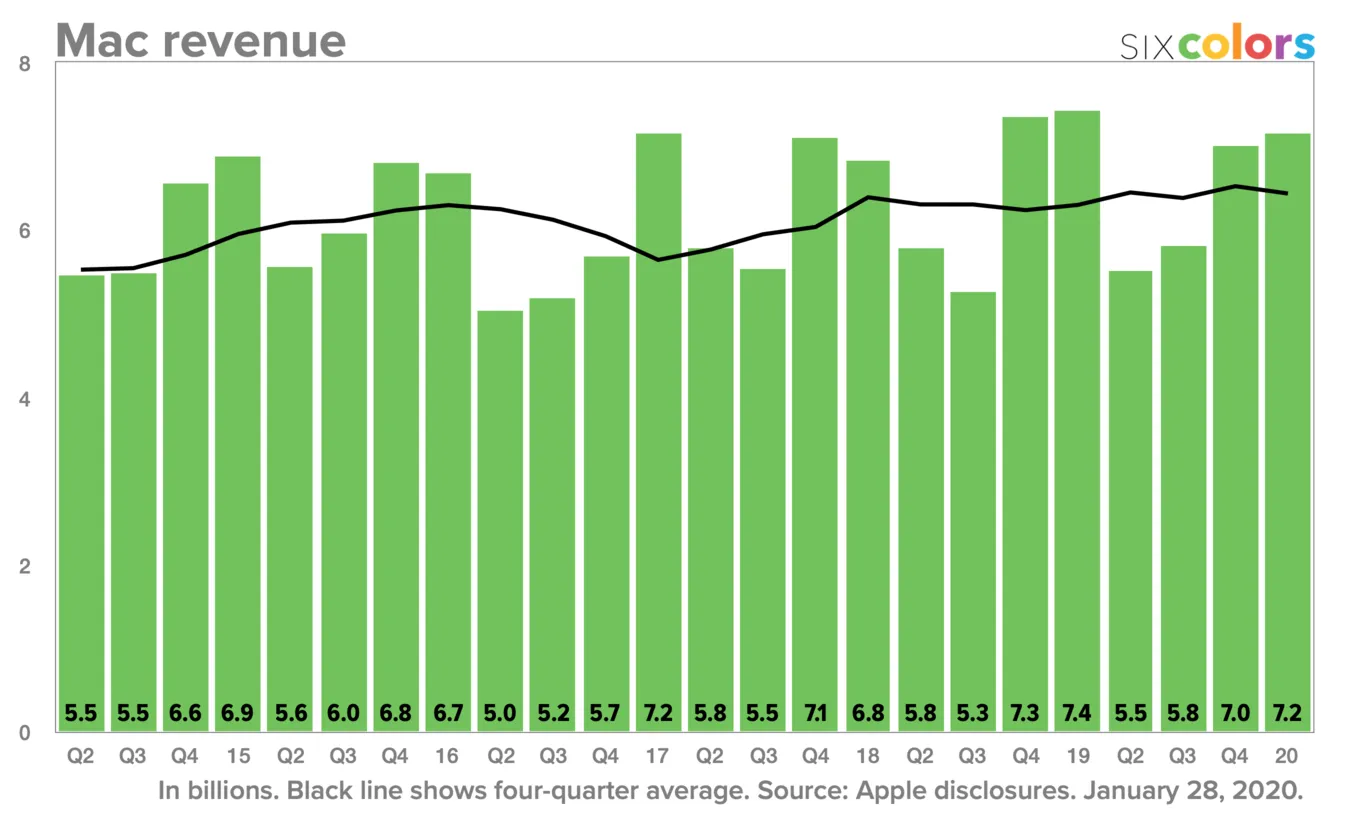 Mac revenue
SIXcolors
8
6
4
2
0
5.5 5.5 6.6 6.9 5.6 6.0 6.8 6.7 5.0 5.2 5.7 7.2 5.8 5.5 7.1 6.8 5.8 5.3 7.3 7.4 5.5 5.8 7.0 7.2
Q2 Q3 Q4 15 Q2 Q3 Q4 16 Q2 Q3 Q4 17 Q2 Q3 Q4 18 Q2 Q3 Q4 19 Q2 Q3 Q4 20
In billions. Black line shows four-quarter average. Source: Apple disclosures. January 28, 2020.